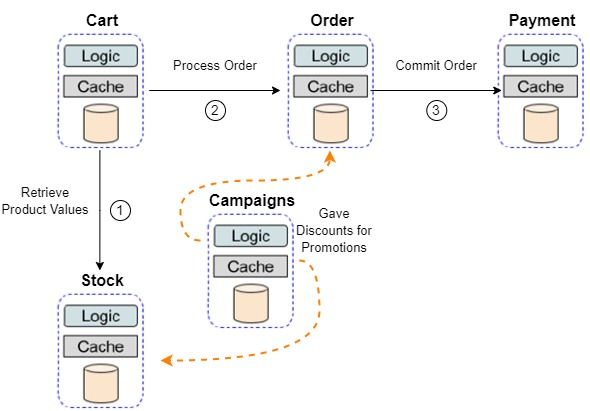 Cart
Logic
Cache
Process Order
2
Order
Logic
Cache
Commit Order
3
Payment
Logic
Cache
Retrieve
Product Values
1
Campaigns
Logic
Cache
Gave
Discounts for
Promotions
Stock
Logic
Cache